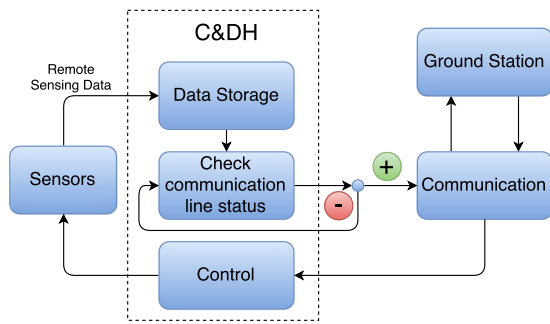 C&DH
Remote
Sensing Data
Data Storage
Ground Station
Sensors
Check
communication
line status
+
-
Communication
Control